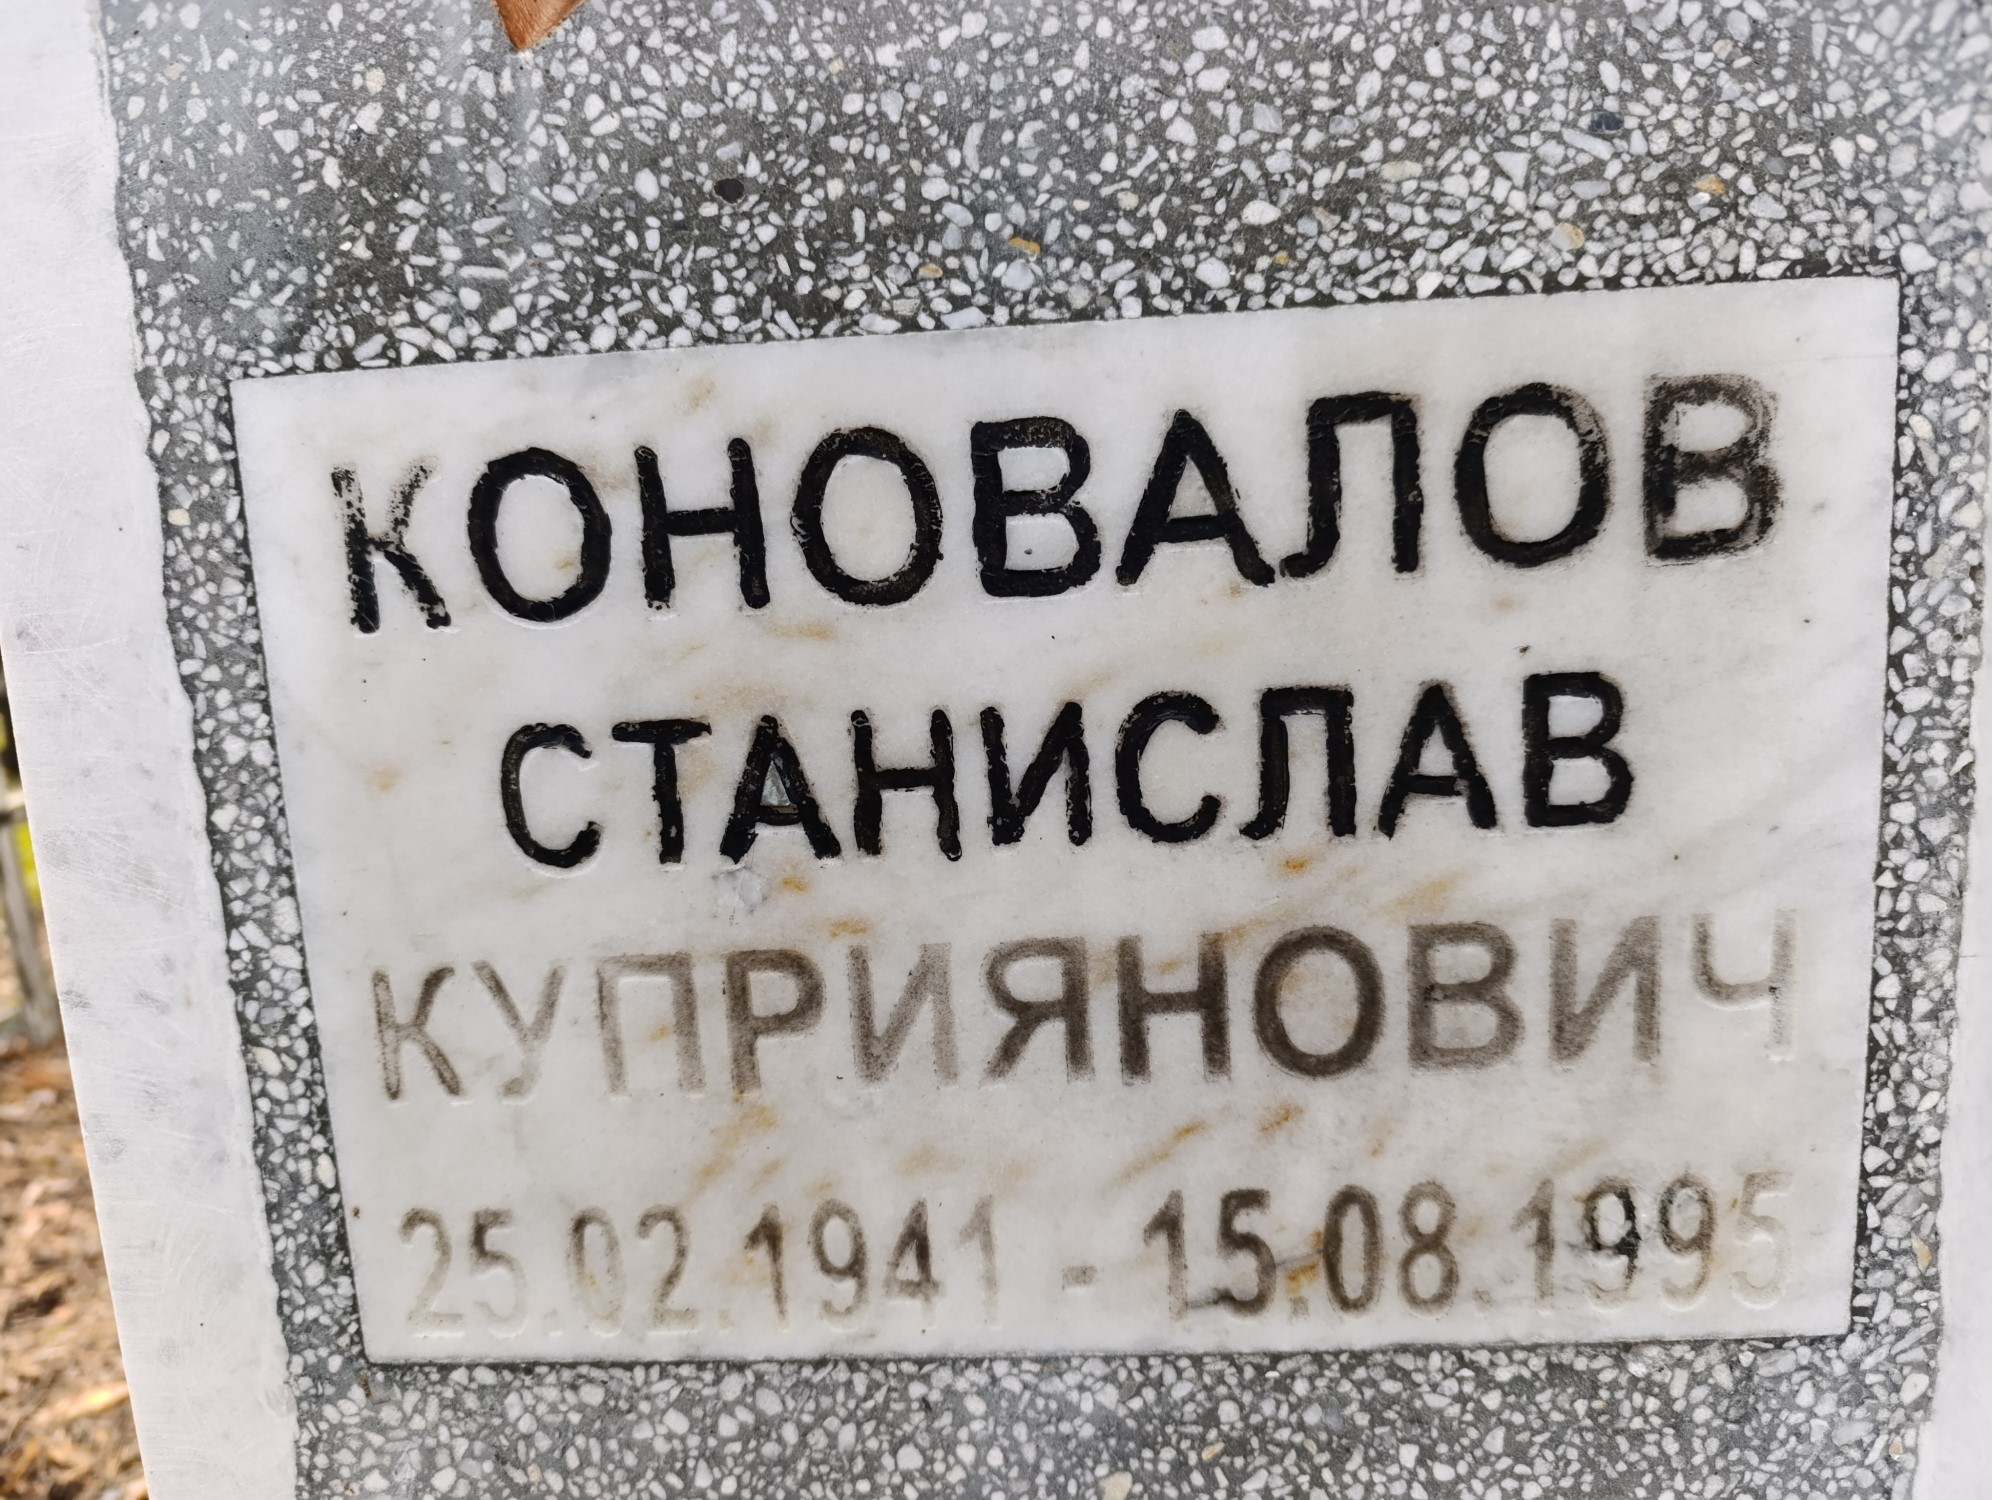 КОНОВАЛОВ
СТАНИСЛАВ
КУПРИЯНОВИЧ
25.02.1941 - 15.08.1995